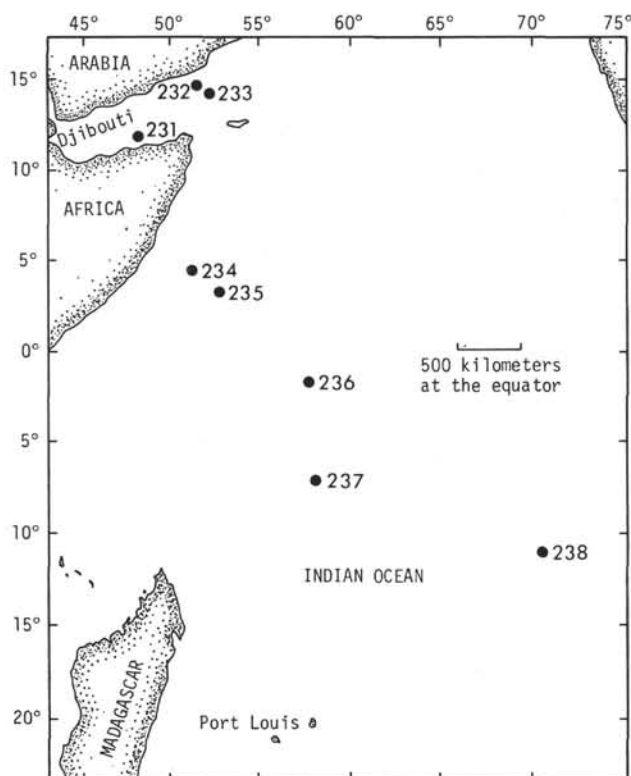 45° 50° 55° 60° 65° 70° 75°
ARABIA
15°
232 233
Djibouti
231
10°
AFRICA
5°
234
235
0°
500 kilometers
at the equator
236
5°
237
10°
238
INDIAN OCEAN
15°
MADAGASCAR
20°
Port Louis